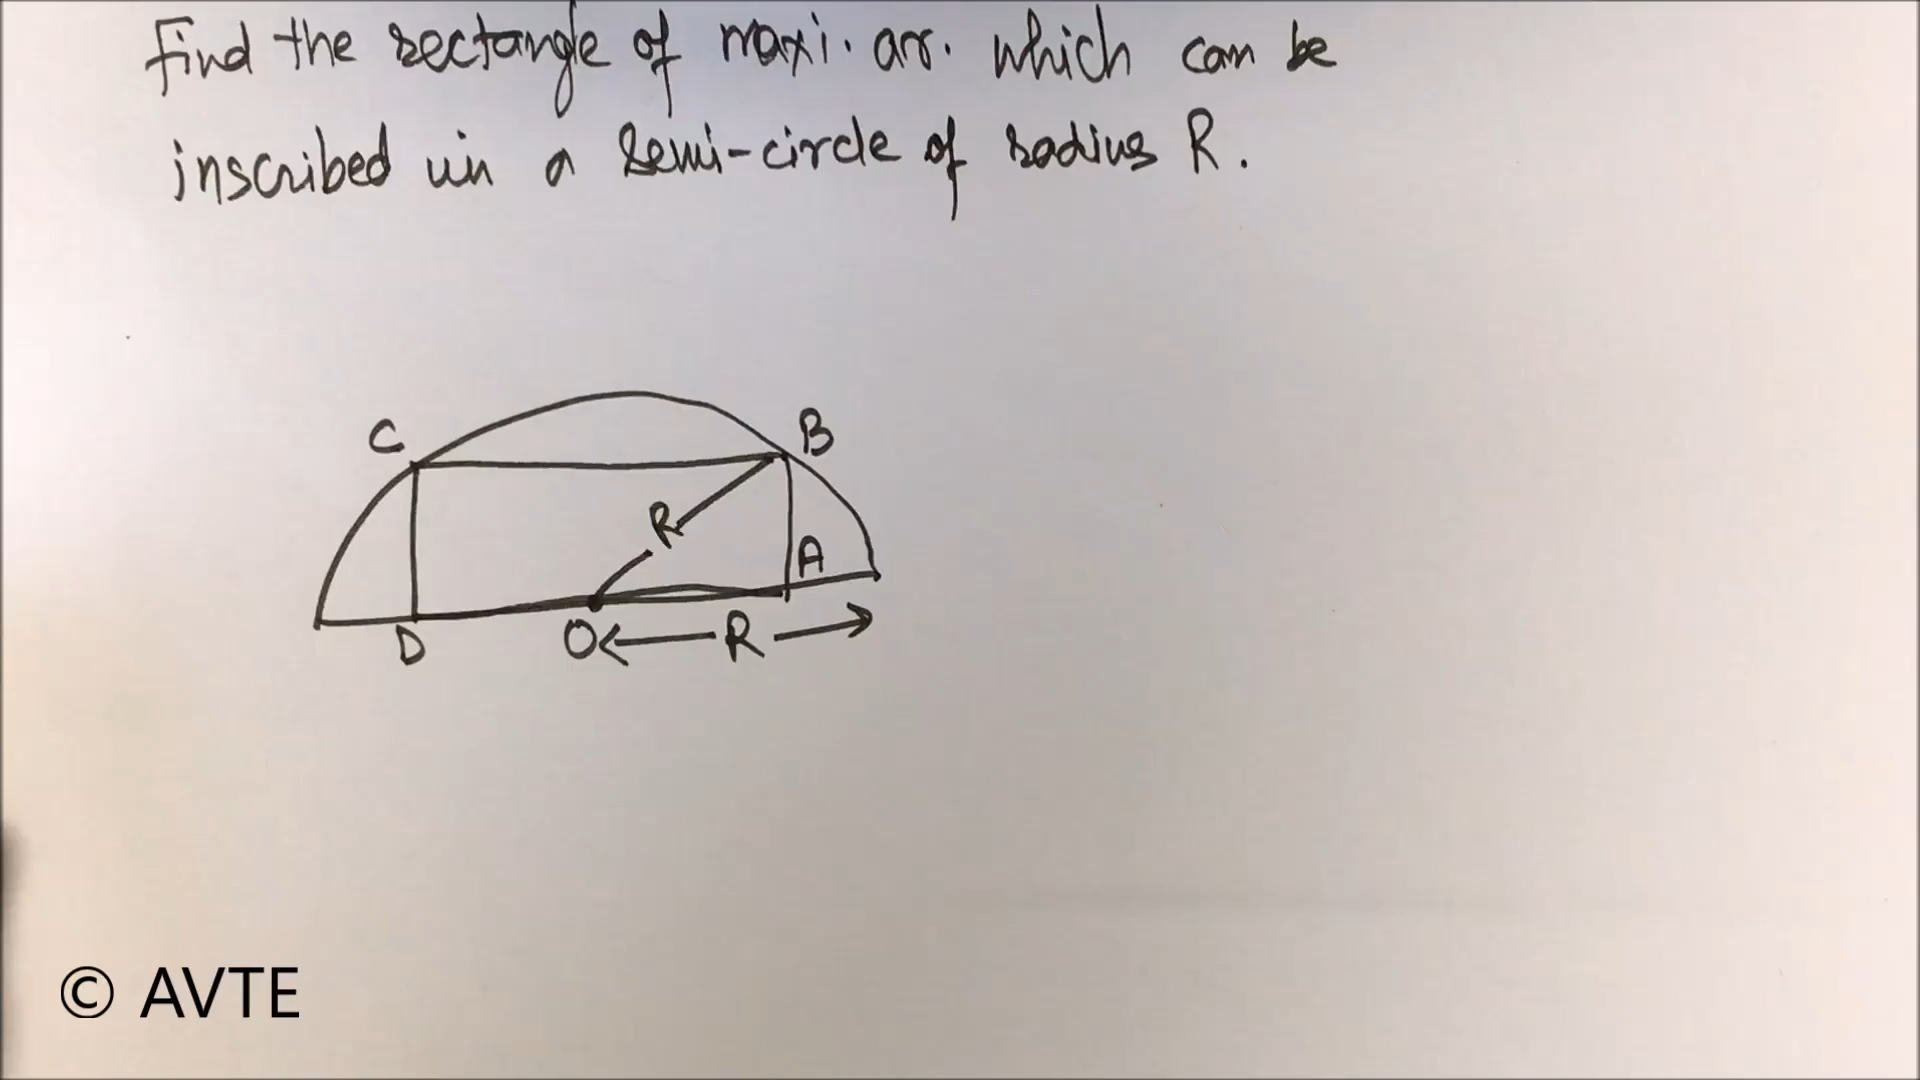 Find the rectangle of maxi. ar. which can be
inscribed in a semi-circle of radius R.
C
B
R
A
D
O
R
© AVTE